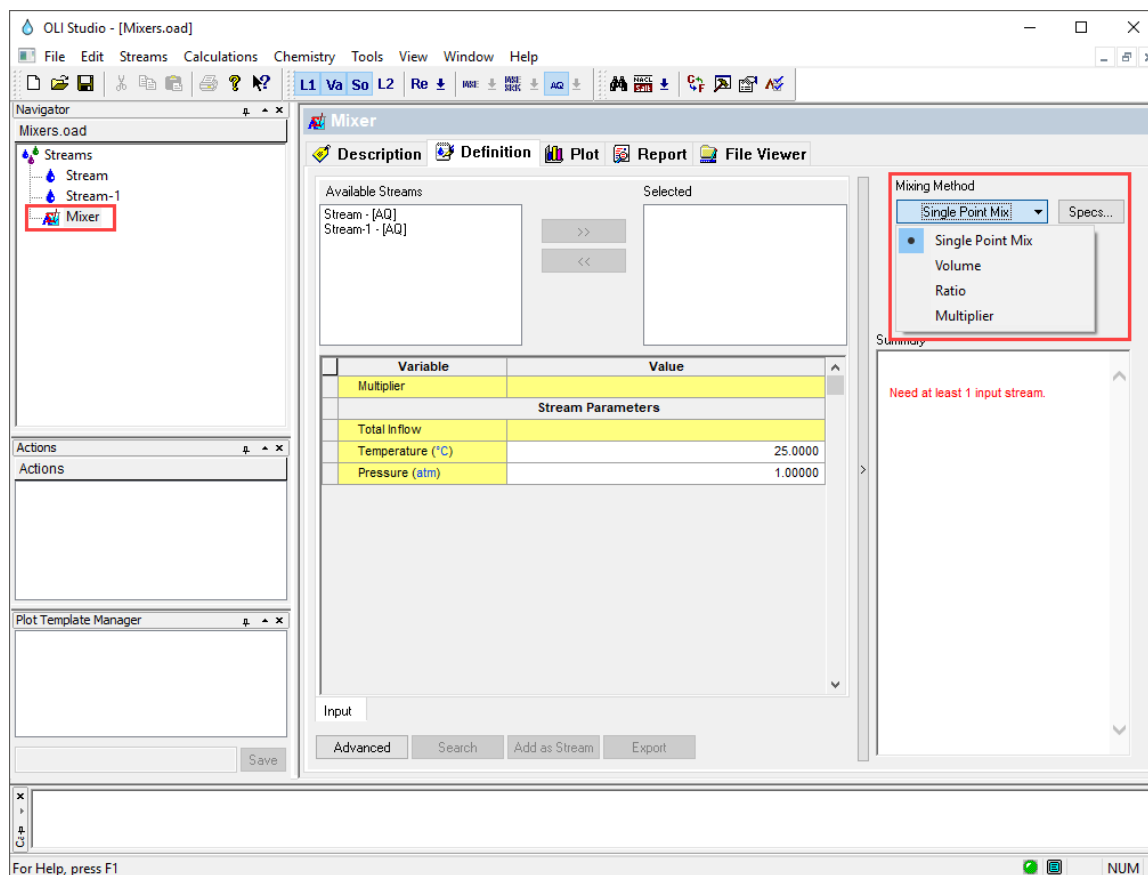 OLI Studio - [Mixers.oad]
File Edit Streams Calculations Chemistry Tools View Window Help
L1 Va So L2 Re AQ
Navigator
Mixers.oad
Streams
Stream
Stream-1
Mixer
Actions
Actions
Plot Template Manager
Save
Mixer
Description Definition Plot Report File Viewer
Available Streams
Stream - [AQ]
Stream-1 - [AQ]
>>
<<
Selected
Variable Value
Multiplier
Stream Parameters
Total Inflow
Temperature (°C) 25.0000
Pressure (atm) 1.00000
Input
Advanced Search Add as Stream Export
Mixing Method
Single Point Mix Specs...
Single Point Mix
Volume
Ratio
Multiplier
Summary
Need at least 1 input stream.
For Help, press F1
NUM